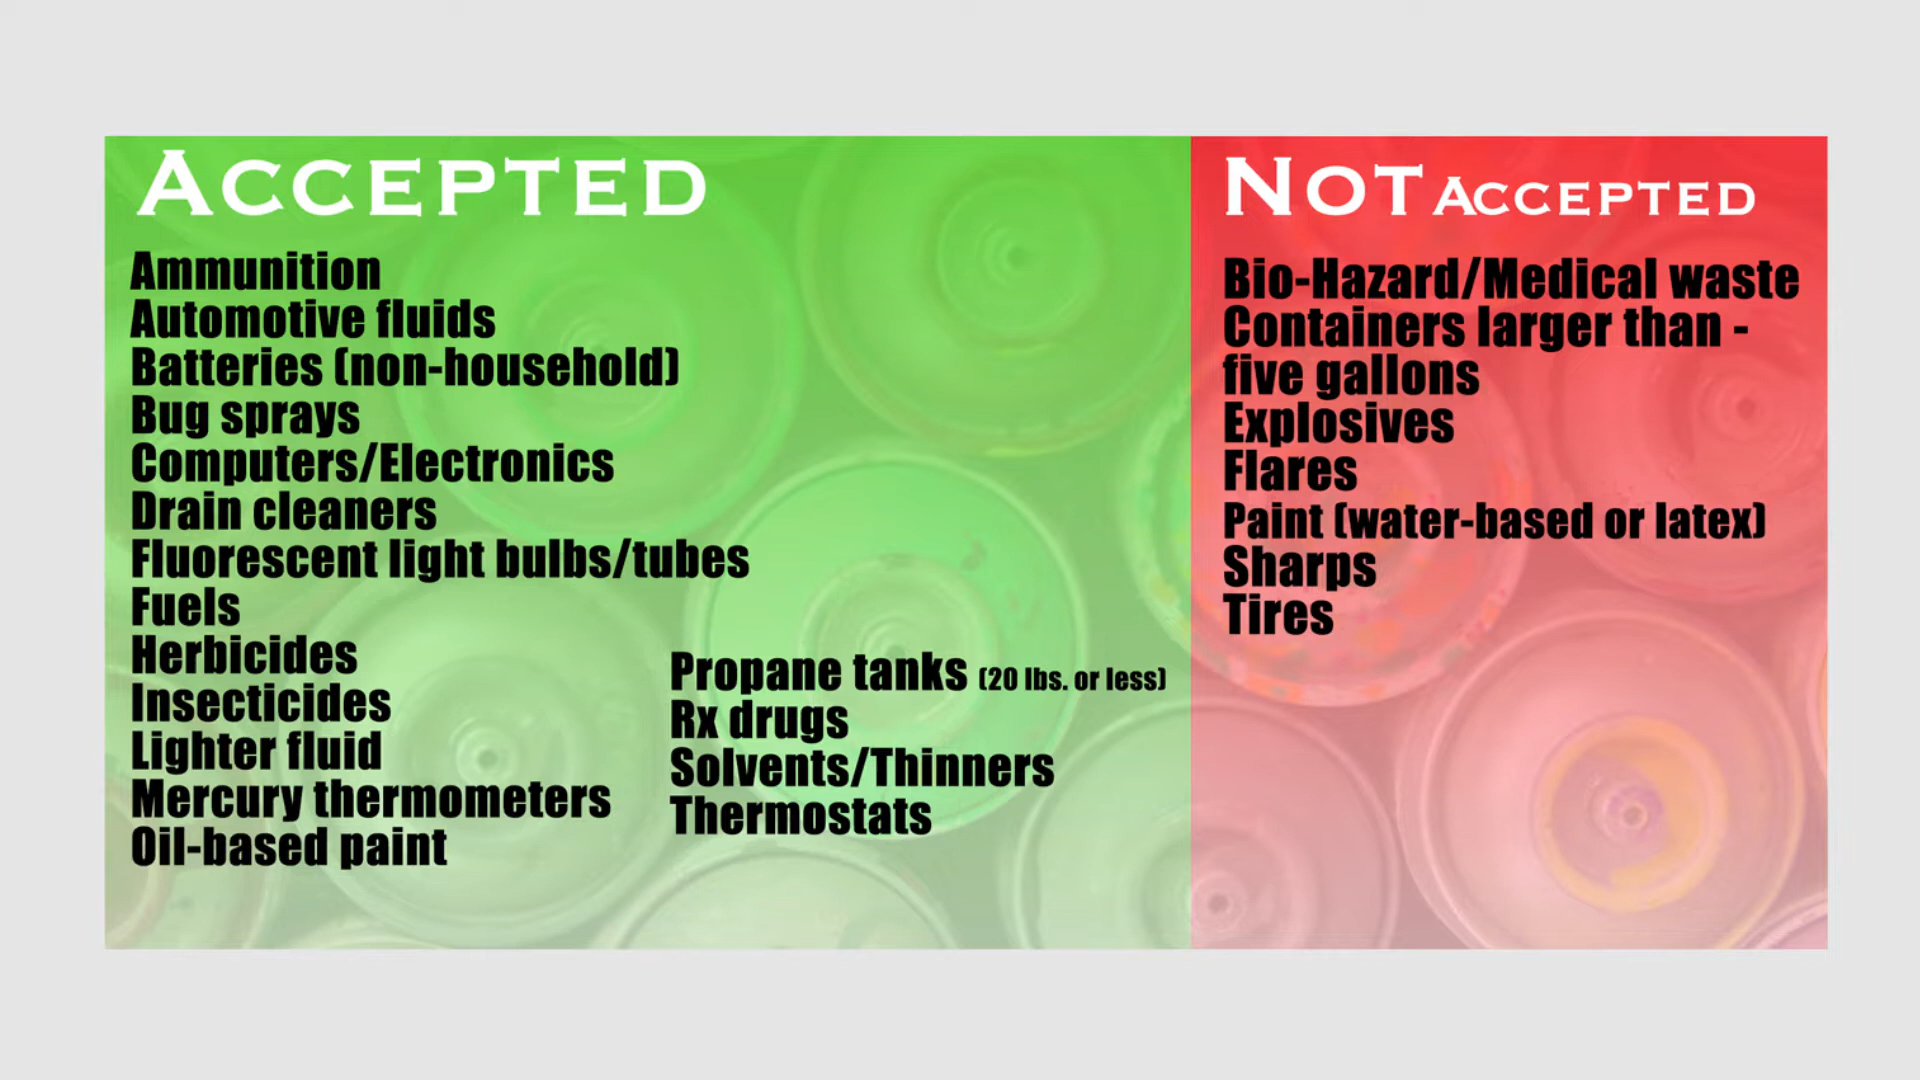 ACCEPTED
Ammunition
Automotive fluids
Batteries (non-household)
Bug sprays
Computers/Electronics
Drain cleaners
Fluorescent light bulbs/tubes
Fuels
Herbicides
Insecticides
Lighter fluid
Mercury thermometers
Oil-based paint
Propane tanks (20 lbs. or less)
Rx drugs
Solvents/Thinners
Thermostats
NOT ACCEPTED
Bio-Hazard/Medical waste
Containers larger than -
five gallons
Explosives
Flares
Paint (water-based or latex)
Sharps
Tires